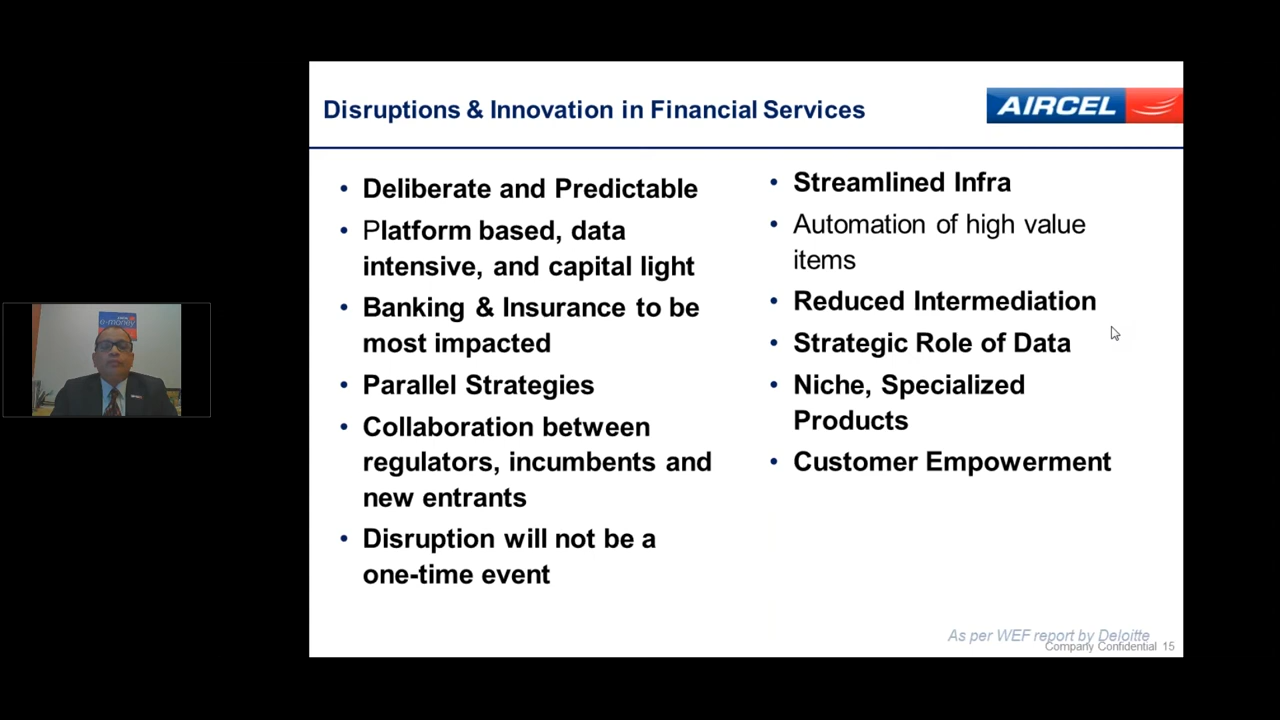 Disruptions & Innovation in Financial Services
AIRCEL
• Deliberate and Predictable
• Platform based, data
intensive, and capital light
• Banking & Insurance to be
most impacted
• Parallel Strategies
• Collaboration between
regulators, incumbents and
new entrants
• Disruption will not be a
one-time event
• Streamlined Infra
• Automation of high value
items
• Reduced Intermediation
• Strategic Role of Data
• Niche, Specialized
Products
• Customer Empowerment
e-money
As per WEF report by Deloitte
Company Confidential 15